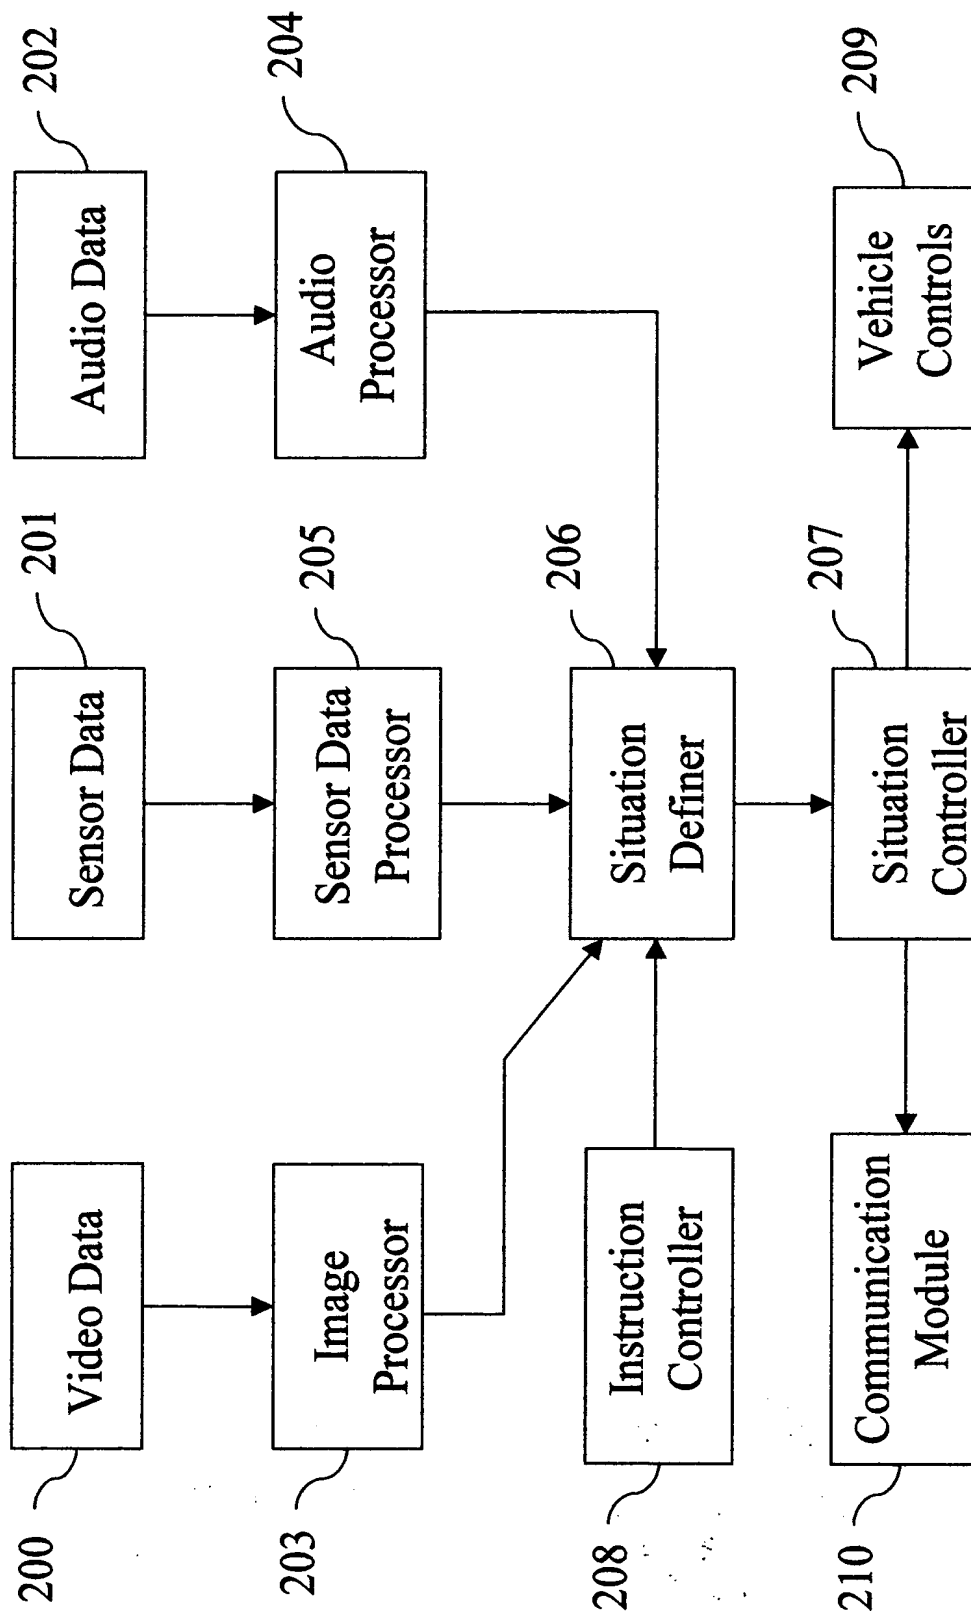 200
Video Data
201
Sensor Data
202
Audio Data
203
Image
Processor
205
Sensor Data
Processor
204
Audio
Processor
208
Instruction
Controller
206
Situation
Definer
210
Communication
Module
207
Situation
Controller
209
Vehicle
Controls